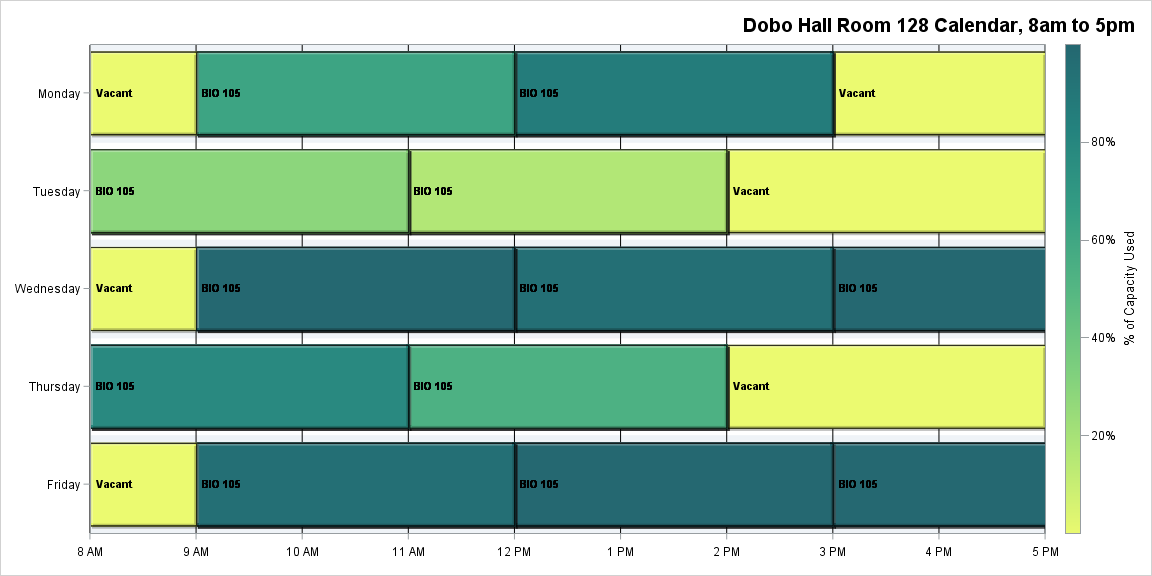 Dobo Hall Room 128 Calendar, 8am to 5pm
Monday
Vacant
BIO 105
BIO 105
Vacant
Tuesday
BIO 105
BIO 105
Vacant
Wednesday
Vacant
BIO 105
BIO 105
BIO 105
Thursday
BIO 105
BIO 105
Vacant
Friday
Vacant
BIO 105
BIO 105
BIO 105
8 AM
9 AM
10 AM
11 AM
12 PM
1 PM
2 PM
3 PM
4 PM
5 PM
80%
60%
40%
20%
% of Capacity Used